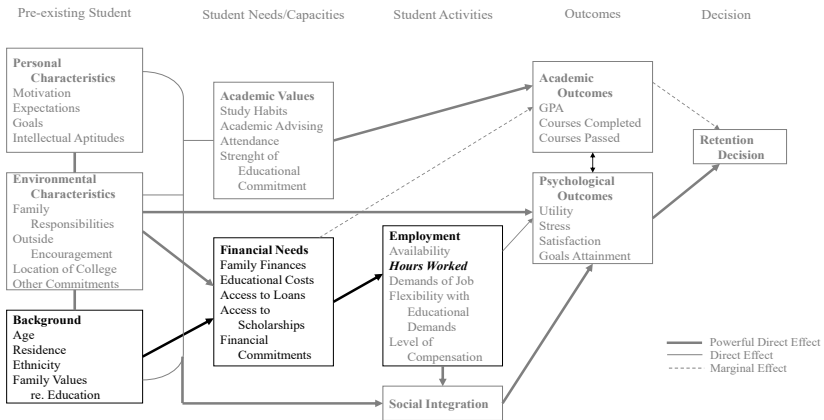 Pre-existing Student
Student Needs/Capacities
Student Activities
Outcomes
Decision
Personal
Characteristics
Motivation
Expectations
Goals
Intellectual Aptitudes
Environmental
Characteristics
Family
Responsibilities
Outside
Encouragement
Location of College
Other Commitments
Background
Age
Residence
Ethnicity
Family Values
re. Education
Academic Values
Study Habits
Academic Advising
Attendance
Strenght of
Educational
Commitment
Financial Needs
Family Finances
Educational Costs
Access to Loans
Access to
Scholarships
Financial
Commitments
Employment
Availability
Hours Worked
Demands of Job
Flexibility with
Educational
Demands
Level of
Compensation
Social Integration
Academic
Outcomes
GPA
Courses Completed
Courses Passed
Psychological
Outcomes
Utility
Stress
Satisfaction
Goals Attainment
Retention
Decision
Powerful Direct Effect
Direct Effect
Marginal Effect